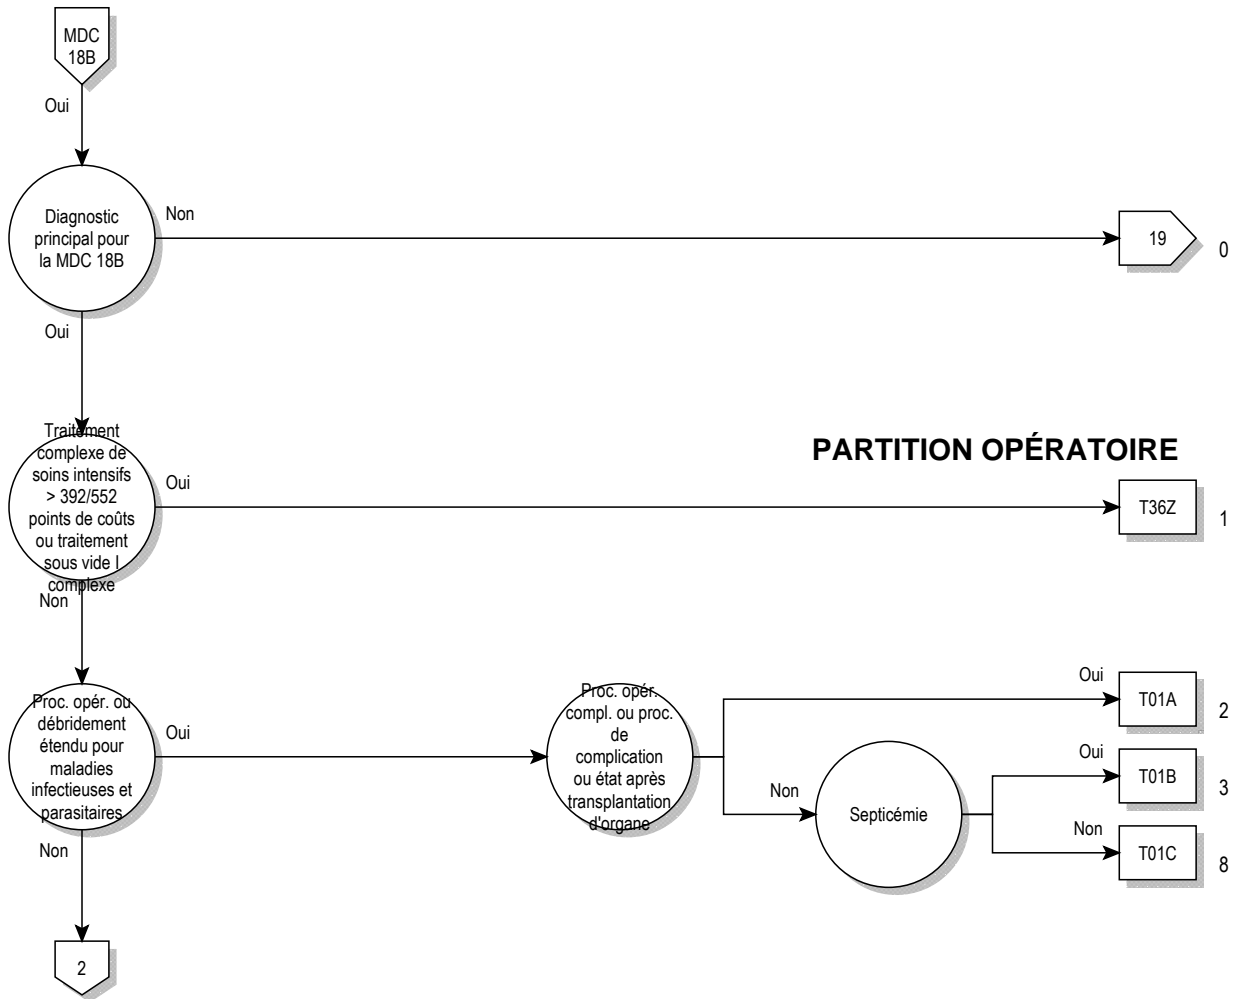 MDC
18B
Oui
Diagnostic
principal pour
la MDC 18B
Non
19
0
Oui
PARTITION OPÉRATOIRE
Traitement
complexe de
soins intensifs
> 392/552
points de coûts
ou traitement
sous vide I
complexe
Oui
T36Z
1
Non
Proc. opér. ou
débridement
étendu pour
maladies
infectieuses et
parasitaires
Oui
Proc. opér.
compl. ou proc.
de
complication
ou état après
transplantation
d'organe
Oui
T01A
2
Non
Septicémie
Oui
T01B
3
Non
T01C
8
Non
2